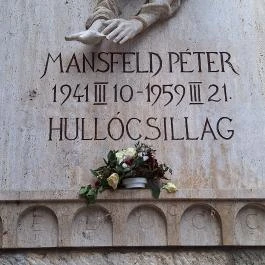 MANSFELD PÉTER
1941 III 10-1959 III 21.
HULLÓCSILLAG